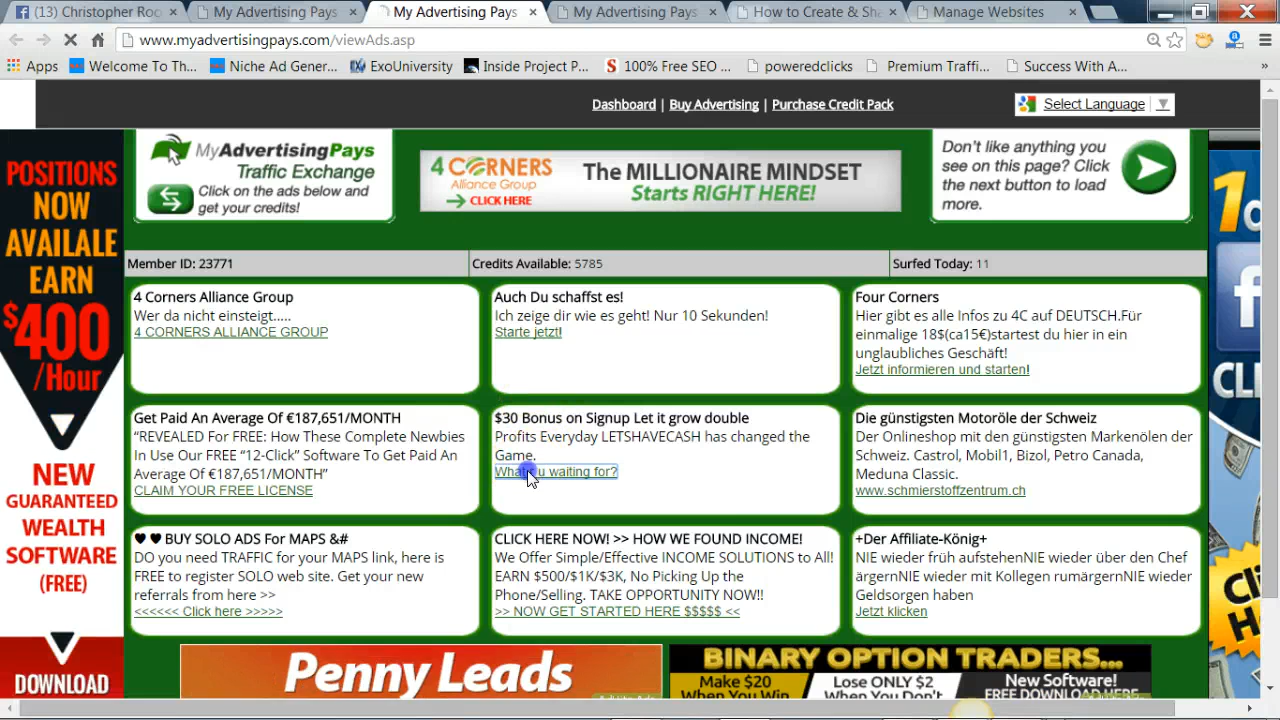 (13) Christopher Roc
My Advertising Pays
My Advertising Pays
My Advertising Pays
How to Create & Sh
Manage Websites
www.myadvertisingpays.com/viewAds.asp
Apps
Welcome To Th...
Niche Ad Gener...
ExoUniversity
Inside Project P...
100% Free SEO ...
poweredclicks
Premium Traffi...
Success With A...
Dashboard | Buy Advertising | Purchase Credit Pack
Select Language
POSITIONS
NOW
AVAILALE
EARN
$400
/Hour
NEW
GUARANTEED
WEALTH
SOFTWARE
(FREE)
DOWNLOAD
MyAdvertisingPays
Traffic Exchange
Click on the ads below and
get your credits!
4 CORNERS
Alliance Group
CLICK HERE
The MILLIONAIRE MINDSET
Starts RIGHT HERE!
Don't like anything you
see on this page? Click
the next button to load
more.
Member ID: 23771
Credits Available: 5785
Surfed Today: 11
4 Corners Alliance Group
Wer da nicht einsteigt.....
4 CORNERS ALLIANCE GROUP
Auch Du schaffst es!
Ich zeige dir wie es geht! Nur 10 Sekunden!
Starte jetzt!
Four Corners
Hier gibt es alle Infos zu 4C auf DEUTSCH.Für
einmalige 18$(ca15€)startest du hier in ein
unglaubliches Geschäft!
Jetzt informieren und starten!
Get Paid An Average Of €187,651/MONTH
“REVEALED For FREE: How These Complete Newbies
In Use Our FREE “12-Click” Software To Get Paid An
Average Of €187,651/MONTH”
CLAIM YOUR FREE LICENSE
$30 Bonus on Signup Let it grow double
Profits Everyday LETSHAVECASH has changed the
Game.
waiting for?
Die günstigsten Motoröle der Schweiz
Der Onlineshop mit den günstigsten Markenölen der
Schweiz. Castrol, Mobil1, Bizol, Petro Canada,
Meduna Classic.
www.schmierstoffzentrum.ch
♥ ♥ BUY SOLO ADS For MAPS &#
DO you need TRAFFIC for your MAPS link, here is
FREE to register SOLO web site. Get your new
referrals from here >>
<<<<<< Click here >>>>>
CLICK HERE NOW! >> HOW WE FOUND INCOME!
We Offer Simple/Effective INCOME SOLUTIONS to All!
EARN $500/$1K/$3K, No Picking Up the
Phone/Selling. TAKE OPPORTUNITY NOW!!
>> NOW GET STARTED HERE $$$$$ <<
+Der Affiliate-König+
NIE wieder früh aufstehenNIE wieder über den Chef
ärgernNIE wieder mit Kollegen rumärgernNIE wieder
Geldsorgen haben
Jetzt klicken
Penny Leads
BINARY OPTION TRADERS...
Make $20
When You Win
Lose ONLY $2
When You Don't
New Software!
FREE DOWNLOAD HERE